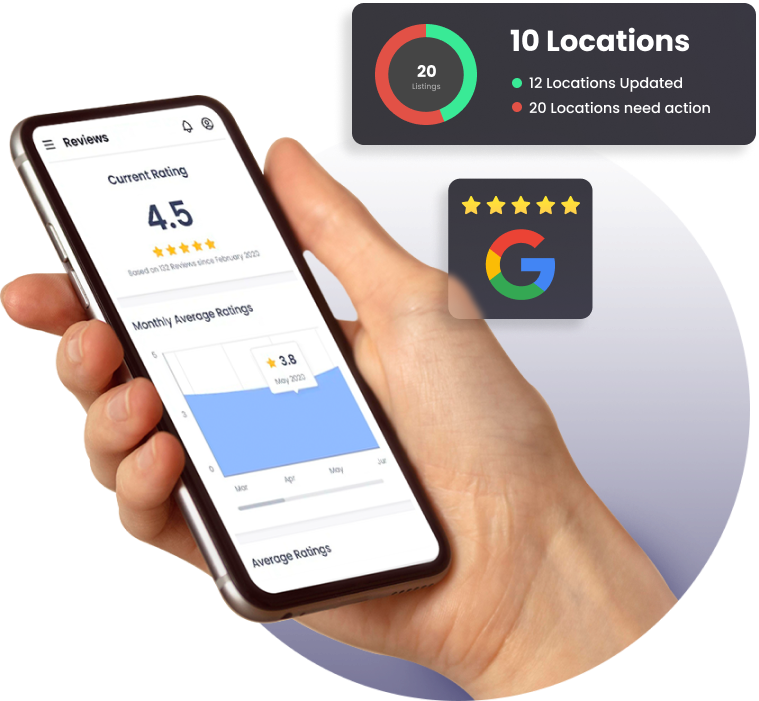 10 Locations
20
Listings
12 Locations Updated
20 Locations need action
Reviews
Current Rating
4.5
Based on 132 Reviews since February 2023
Monthly Average Ratings
5
3.8
May 2023
3
0
Mar
Apr
May
Jun
Average Ratings
G